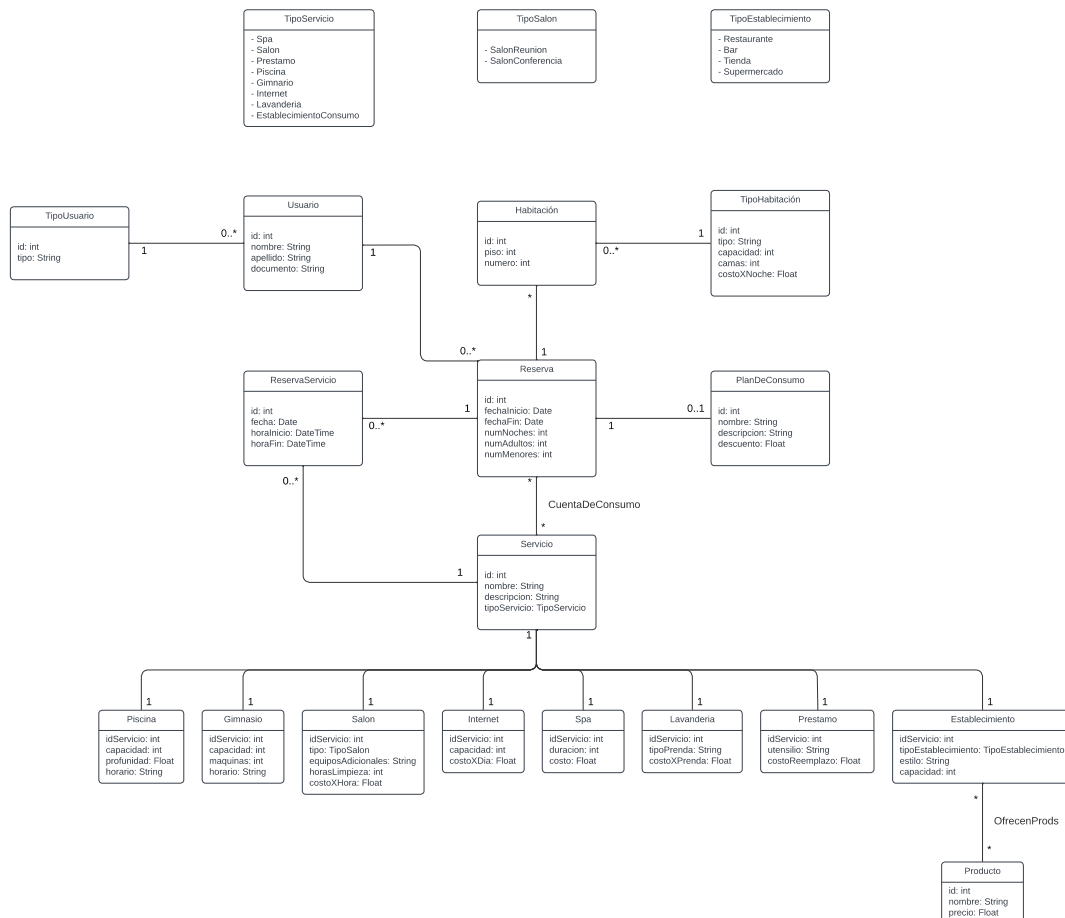 TipoServicio
- Spa
- Salon
- Prestamo
- Piscina
- Gimnario
- Internet
- Lavanderia
- EstablecimientoConsumo
TipoSalon
- SalonReunion
- SalonConferencia
TipoEstablecimiento
- Restaurante
- Bar
- Tienda
- Supermercado
TipoUsuario
id: int
tipo: String
1
0..*
Usuario
id: int
nombre: String
apellido: String
documento: String
1
0..*
Habitación
id: int
piso: int
numero: int
0..*
1
TipoHabitación
id: int
tipo: String
capacidad: int
camas: int
costoXNoche: Float
*
1
ReservaServicio
id: int
fecha: Date
horaInicio: DateTime
horaFin: DateTime
0..*
1
Reserva
id: int
fechaInicio: Date
fechaFin: Date
numNoches: int
numAdultos: int
numMenores: int
1
0..1
PlanDeConsumo
id: int
nombre: String
descripcion: String
descuento: Float
0..*
1
*
CuentaDeConsumo
*
Servicio
id: int
nombre: String
descripcion: String
tipoServicio: TipoServicio
1
1
1
1
1
1
1
1
1
Piscina
idServicio: int
capacidad: int
profunidad: Float
horario: String
Gimnasio
idServicio: int
capacidad: int
maquinas: int
horario: String
Salon
idServicio: int
tipo: TipoSalon
equiposAdicionales: String
horasLimpieza: int
costoXHora: Float
Internet
idServicio: int
capacidad: int
costoXDia: Float
Spa
idServicio: int
duracion: int
costo: Float
Lavanderia
idServicio: int
tipoPrenda: String
costoXPrenda: Float
Prestamo
idServicio: int
utensilio: String
costoReemplazo: Float
Establecimiento
idServicio: int
tipoEstablecimiento: TipoEstablecimiento
estilo: String
capacidad: int
*
OfrecenProds
*
Producto
id: int
nombre: String
precio: Float